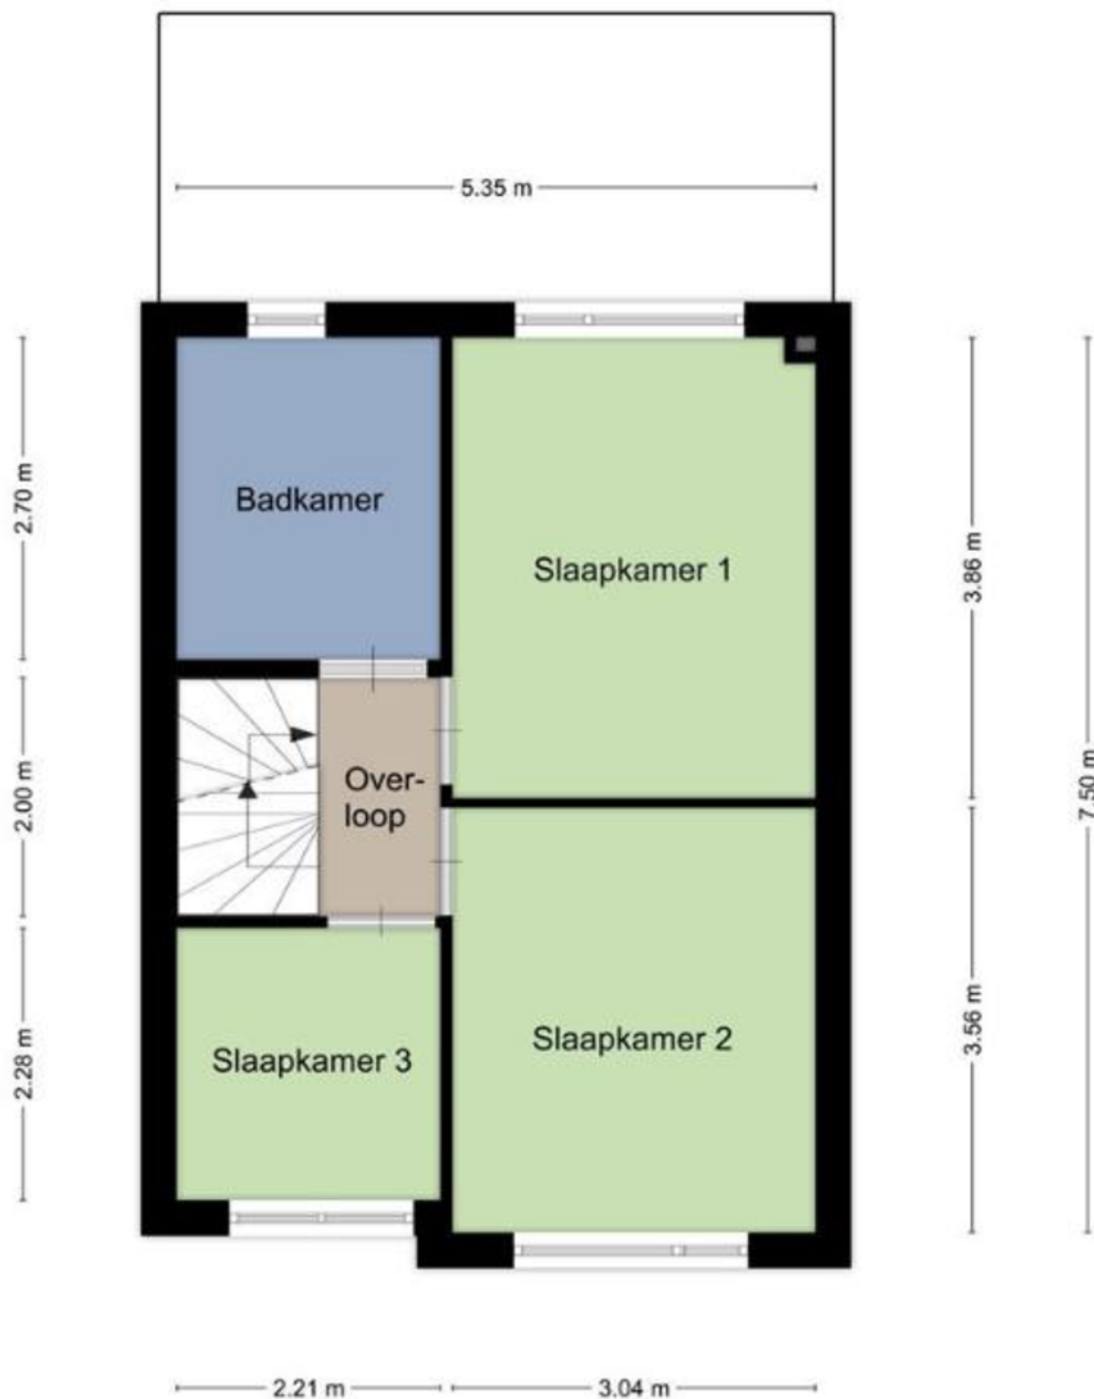 5.35 m
2.70 m
Badkamer
Slaapkamer 1
3.86 m
7.50 m
2.00 m
Over-
loop
Slaapkamer 2
3.56 m
2.28 m
Slaapkamer 3
2.21 m
3.04 m